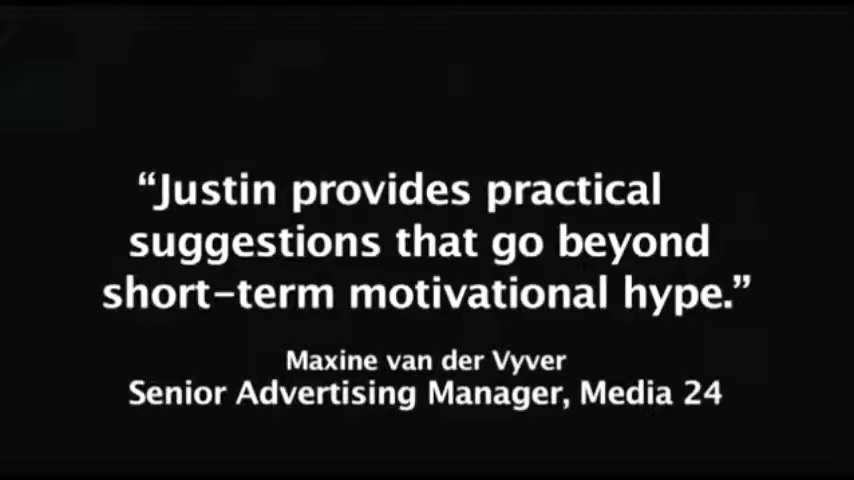 “Justin provides practical
suggestions that go beyond
short-term motivational hype.”
Maxine van der Vyver
Senior Advertising Manager, Media 24